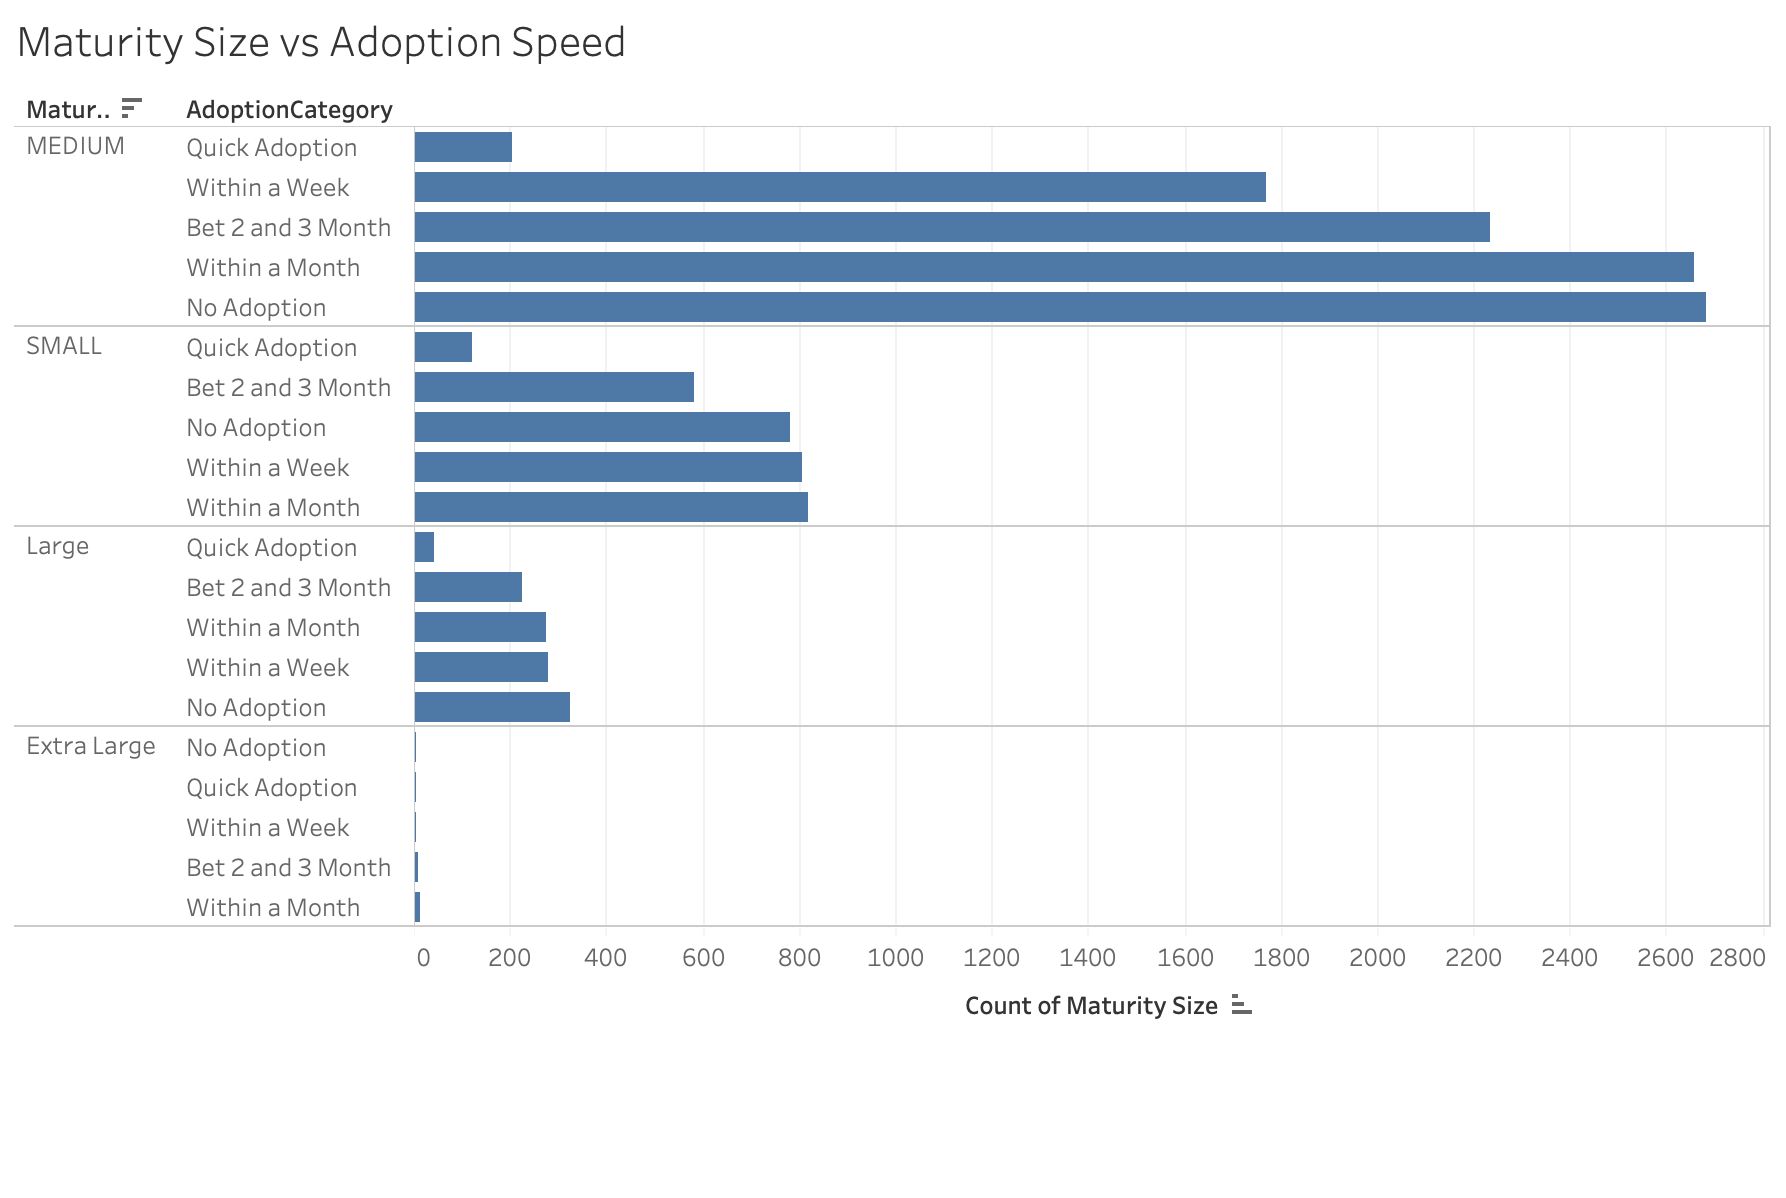 Maturity Size vs Adoption Speed
Matur.. AdoptionCategory
MEDIUM Quick Adoption
Within a Week
Bet 2 and 3 Month
Within a Month
No Adoption
SMALL Quick Adoption
Bet 2 and 3 Month
No Adoption
Within a Week
Within a Month
Large Quick Adoption
Bet 2 and 3 Month
Within a Month
Within a Week
No Adoption
Extra Large No Adoption
Quick Adoption
Within a Week
Bet 2 and 3 Month
Within a Month
0 200 400 600 800 1000 1200 1400 1600 1800 2000 2200 2400 2600 2800
Count of Maturity Size